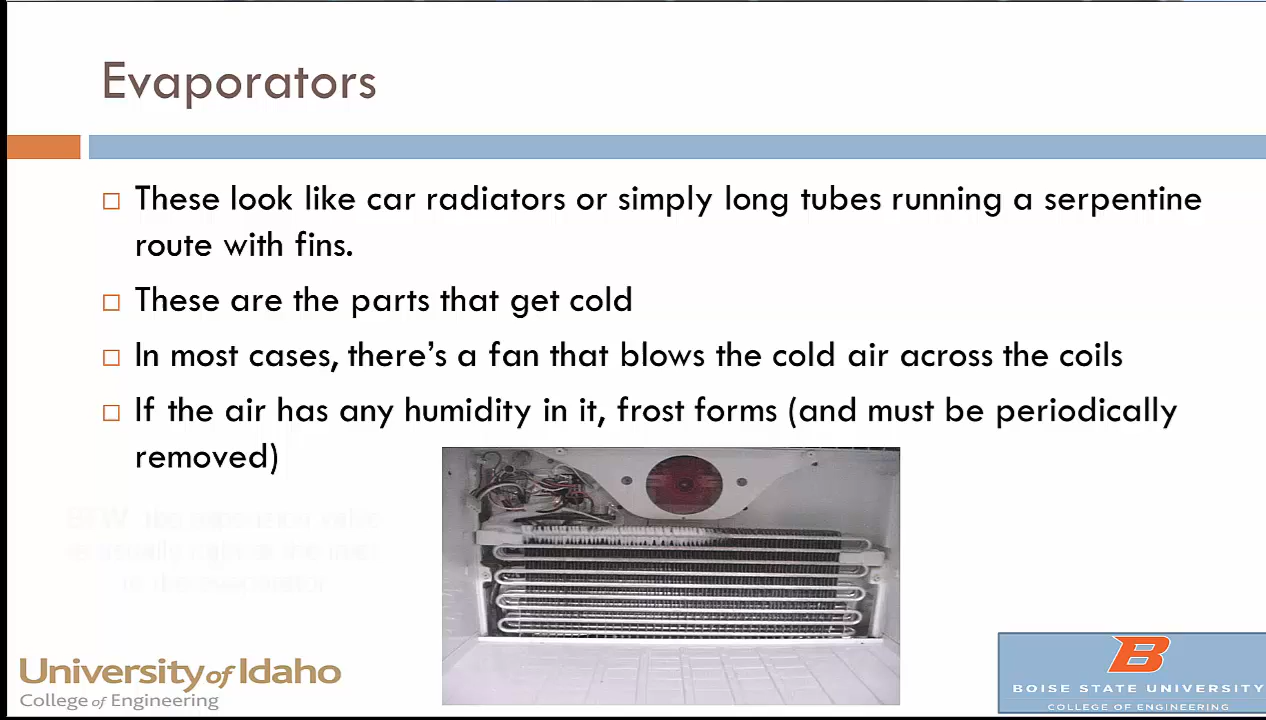 Evaporators
These look like car radiators or simply long tubes running a serpentine
route with fins.
These are the parts that get cold
In most cases, there's a fan that blows the cold air across the coils
If the air has any humidity in it, frost forms (and must be periodically
removed)
University of Idaho
College of Engineering
BOISE STATE UNIVERSITY
COLLEGE OF ENGINEERING